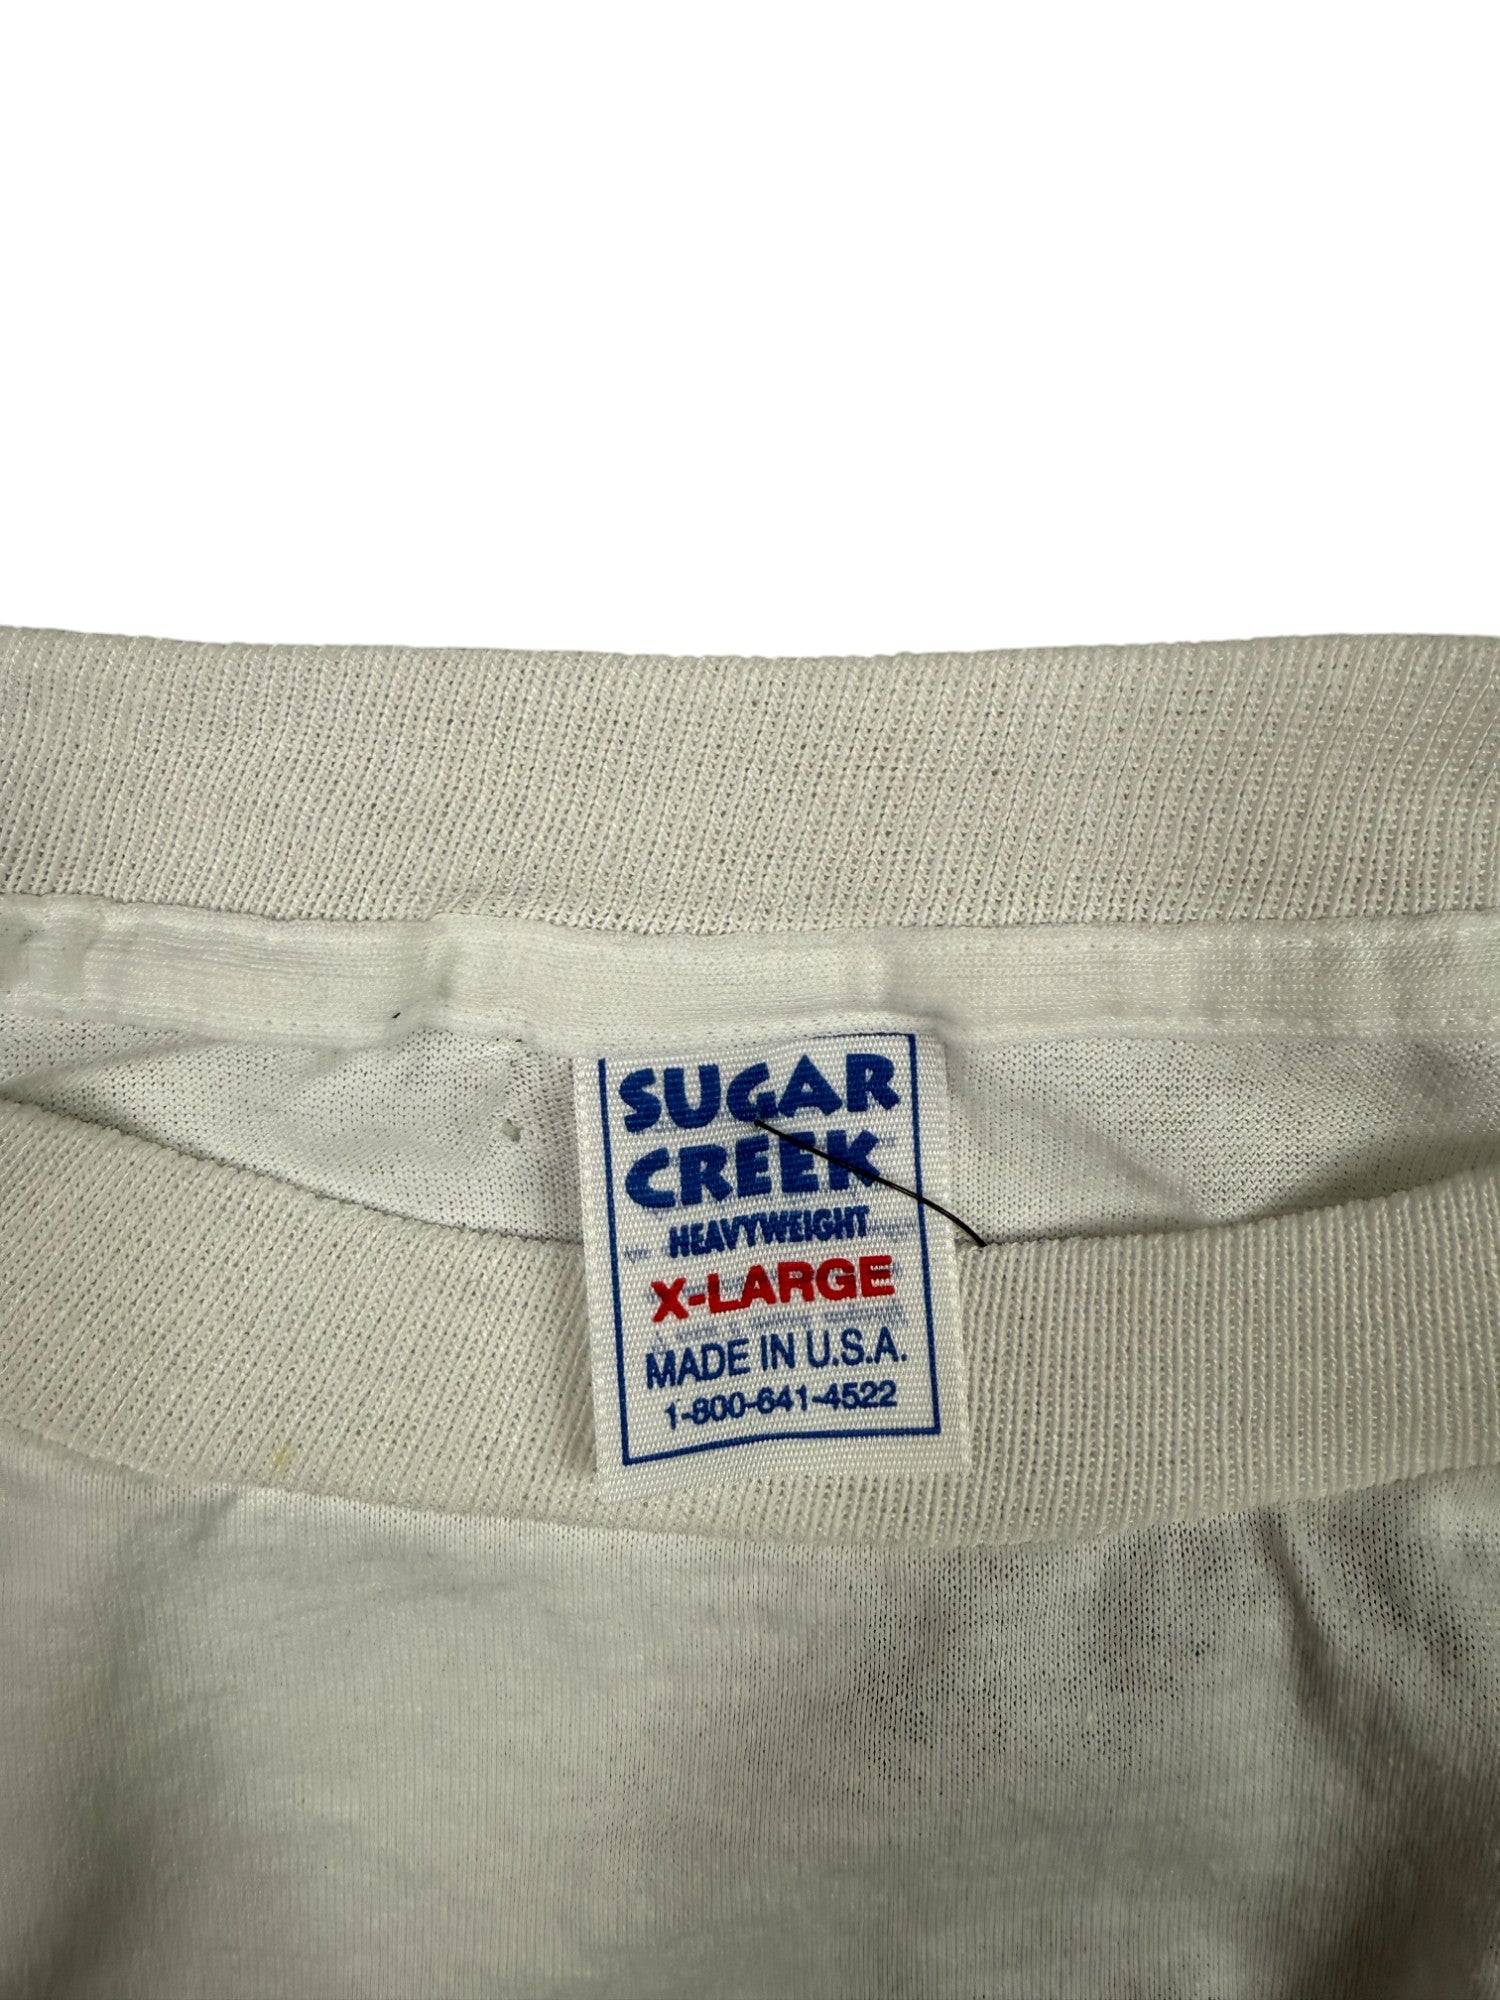 SUGAR
CREEK
HEAVYWEIGHT
X-LARGE
MADE IN U.S.A.
1-800-641-4522